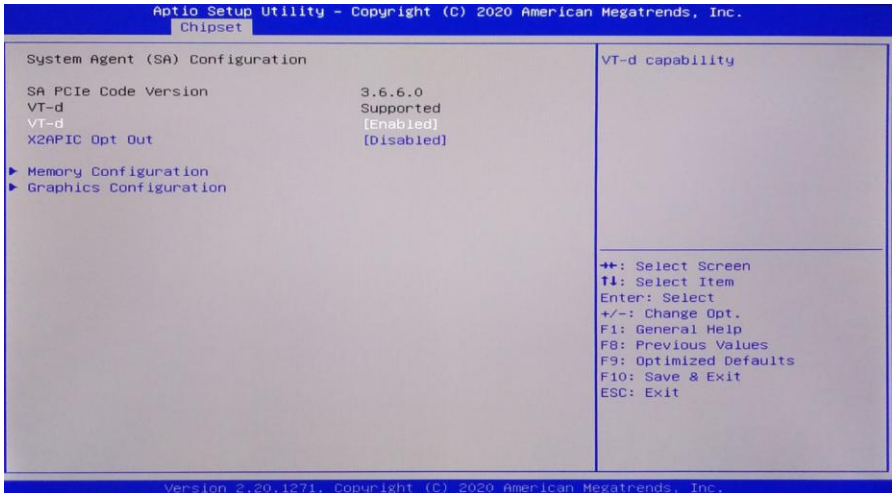 Aptio Setup Utility – Copyright (C) 2020 American Megatrends, Inc.
Chipset
System Agent (SA) Configuration
SA PCIe Code Version 3.6.6.0
VT-d Supported
VT-d [Enabled]
X2APIC Opt Out [Disabled]
► Memory Configuration
► Graphics Configuration
VT-d capability
→←: Select Screen
↑↓: Select Item
Enter: Select
+/-: Change Opt.
F1: General Help
F8: Previous Values
F9: Optimized Defaults
F10: Save & Exit
ESC: Exit
Version 2.20.1271. Copyright (C) 2020 American Megatrends, Inc.